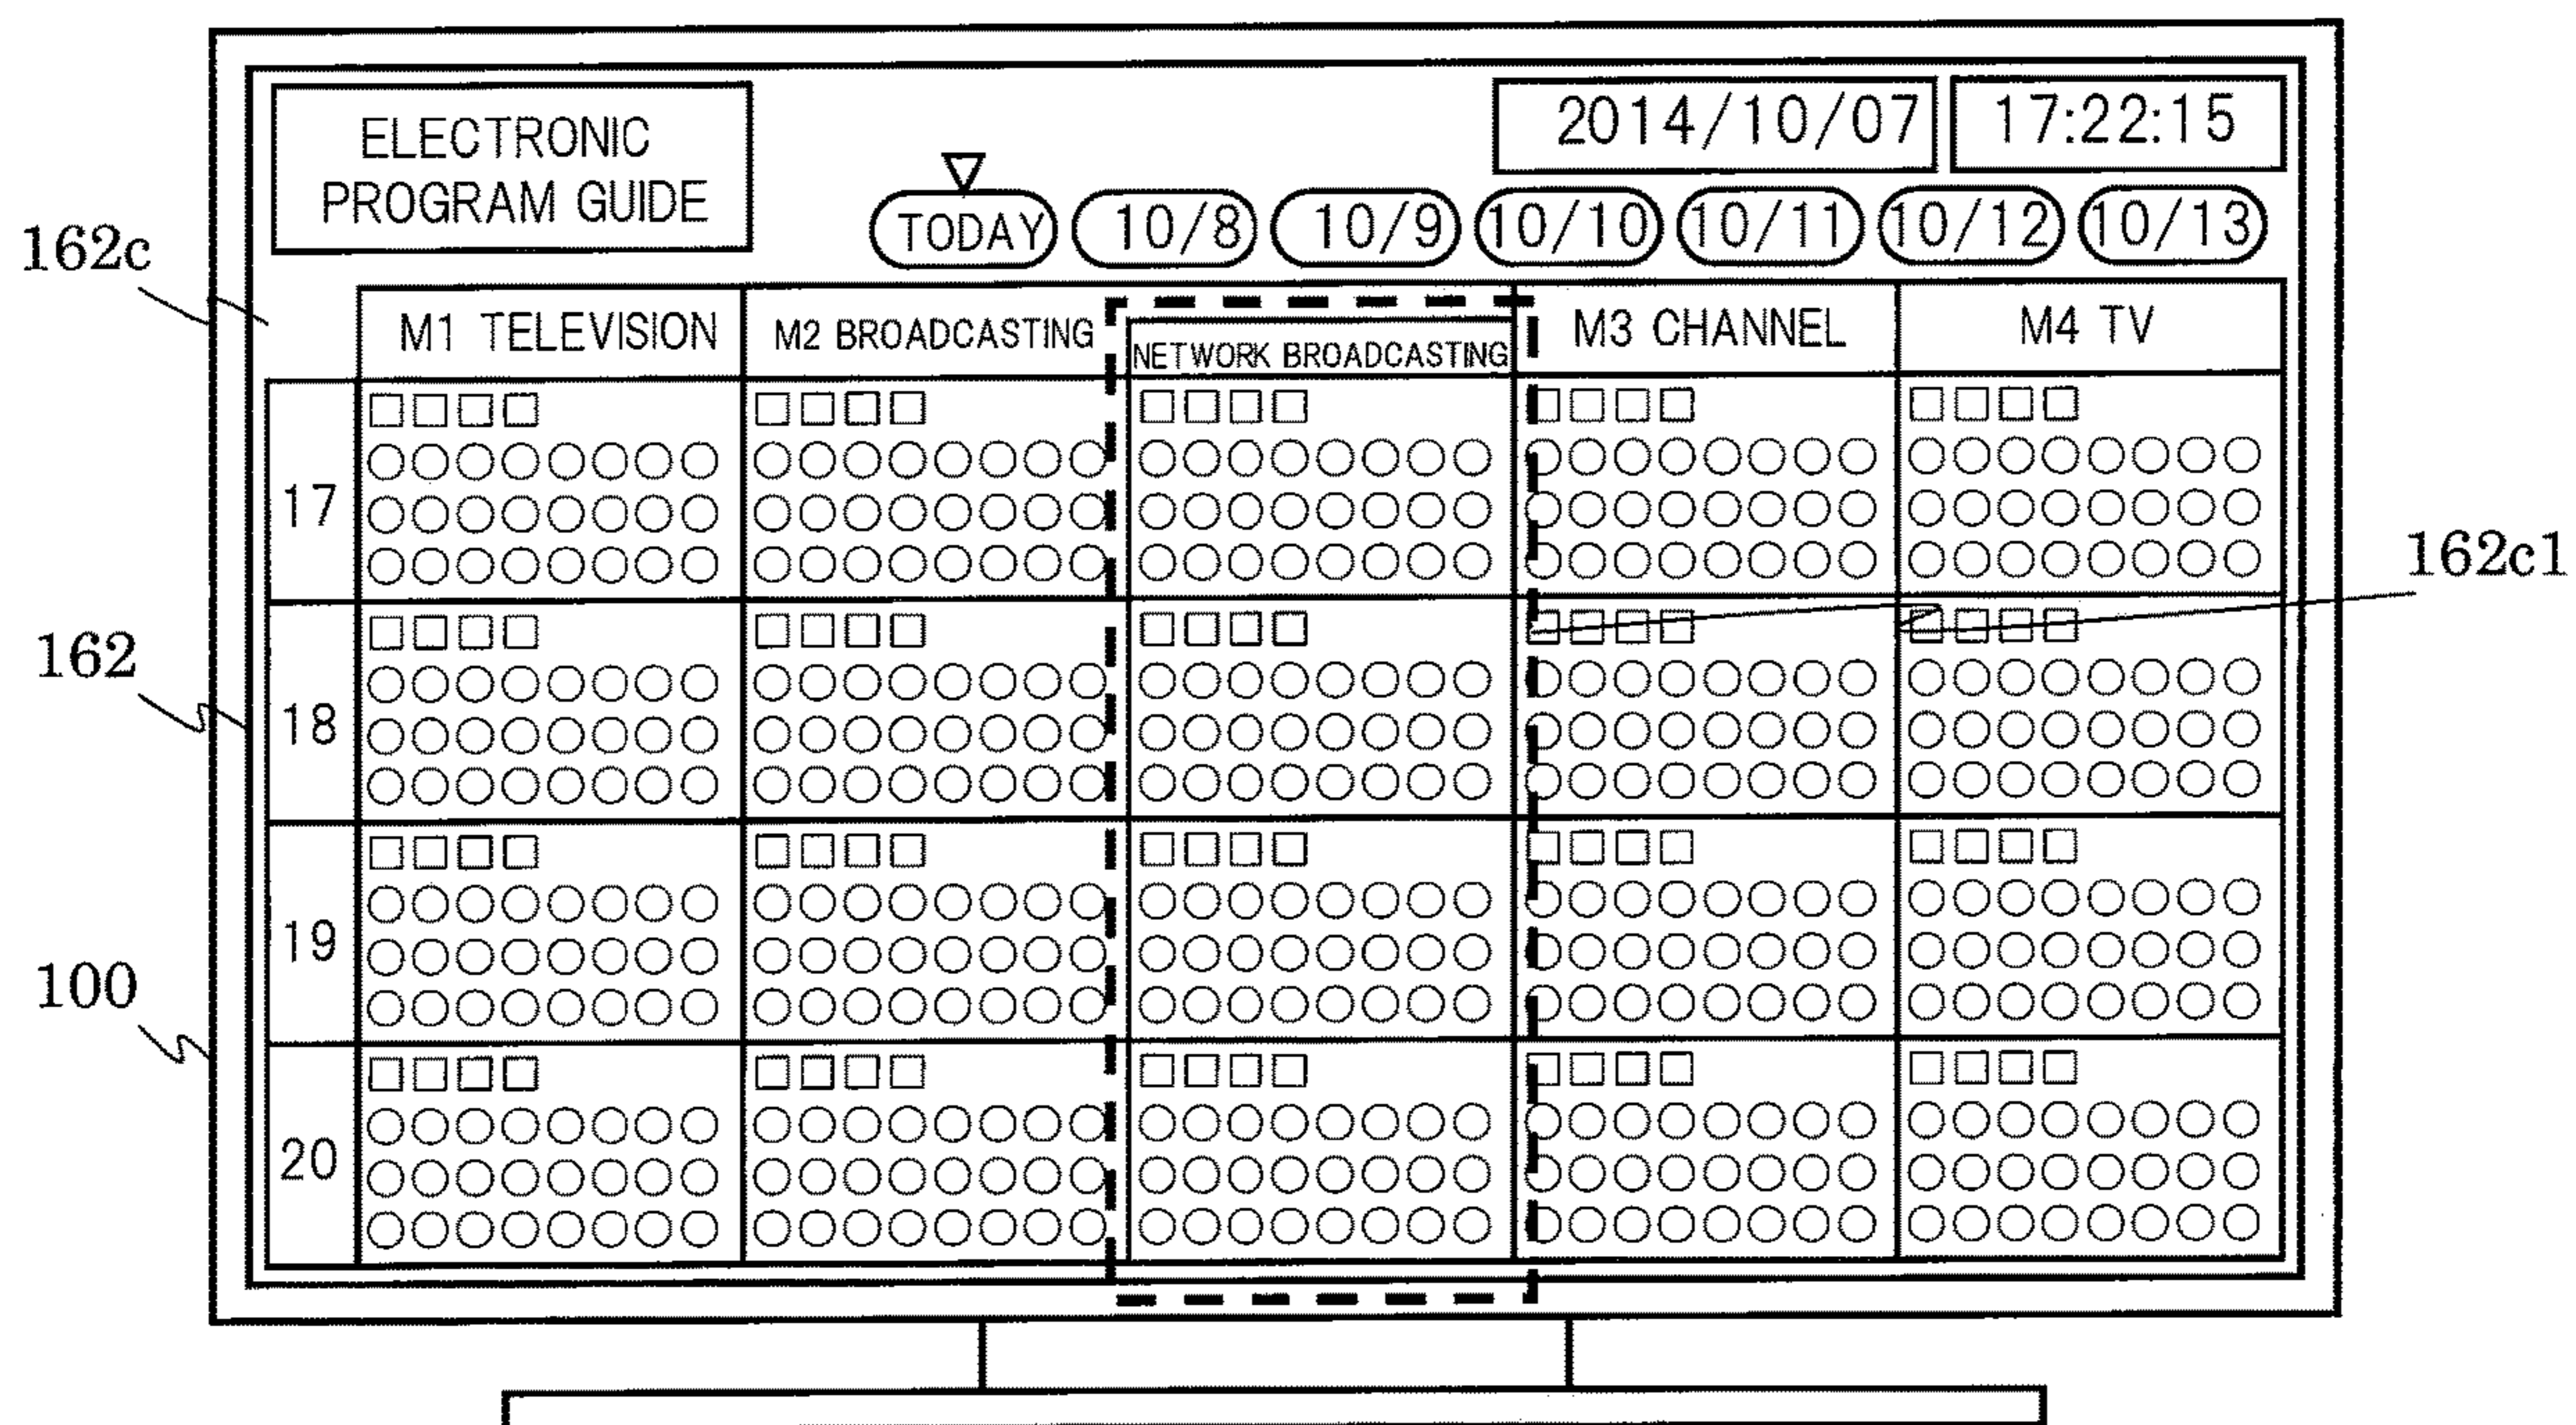 ELECTRONIC
PROGRAM GUIDE
2014/10/07 17:22:15
TODAY 10/8 10/9 10/10 10/11 10/12 10/13
162c
M1 TELEVISION M2 BROADCASTING NETWORK BROADCASTING M3 CHANNEL M4 TV
□□□□ □□□□ □□□□ □□□□ □□□□
○○○○○○○○ ○○○○○○○○ ○○○○○○○○ ○○○○○○○○ ○○○○○○○○
17 ○○○○○○○○ ○○○○○○○○ ○○○○○○○○ ○○○○○○○○ ○○○○○○○○
○○○○○○○○ ○○○○○○○○ ○○○○○○○○ ○○○○○○○○ ○○○○○○○○
162c1
□□□□ □□□□ □□□□ □□□□ □□□□
162
○○○○○○○○ ○○○○○○○○ ○○○○○○○○ ○○○○○○○○ ○○○○○○○○
18 ○○○○○○○○ ○○○○○○○○ ○○○○○○○○ ○○○○○○○○ ○○○○○○○○
○○○○○○○○ ○○○○○○○○ ○○○○○○○○ ○○○○○○○○ ○○○○○○○○
□□□□ □□□□ □□□□ □□□□ □□□□
○○○○○○○○ ○○○○○○○○ ○○○○○○○○ ○○○○○○○○ ○○○○○○○○
19 ○○○○○○○○ ○○○○○○○○ ○○○○○○○○ ○○○○○○○○ ○○○○○○○○
100
○○○○○○○○ ○○○○○○○○ ○○○○○○○○ ○○○○○○○○ ○○○○○○○○
□□□□ □□□□ □□□□ □□□□ □□□□
○○○○○○○○ ○○○○○○○○ ○○○○○○○○ ○○○○○○○○ ○○○○○○○○
20 ○○○○○○○○ ○○○○○○○○ ○○○○○○○○ ○○○○○○○○ ○○○○○○○○
○○○○○○○○ ○○○○○○○○ ○○○○○○○○ ○○○○○○○○ ○○○○○○○○